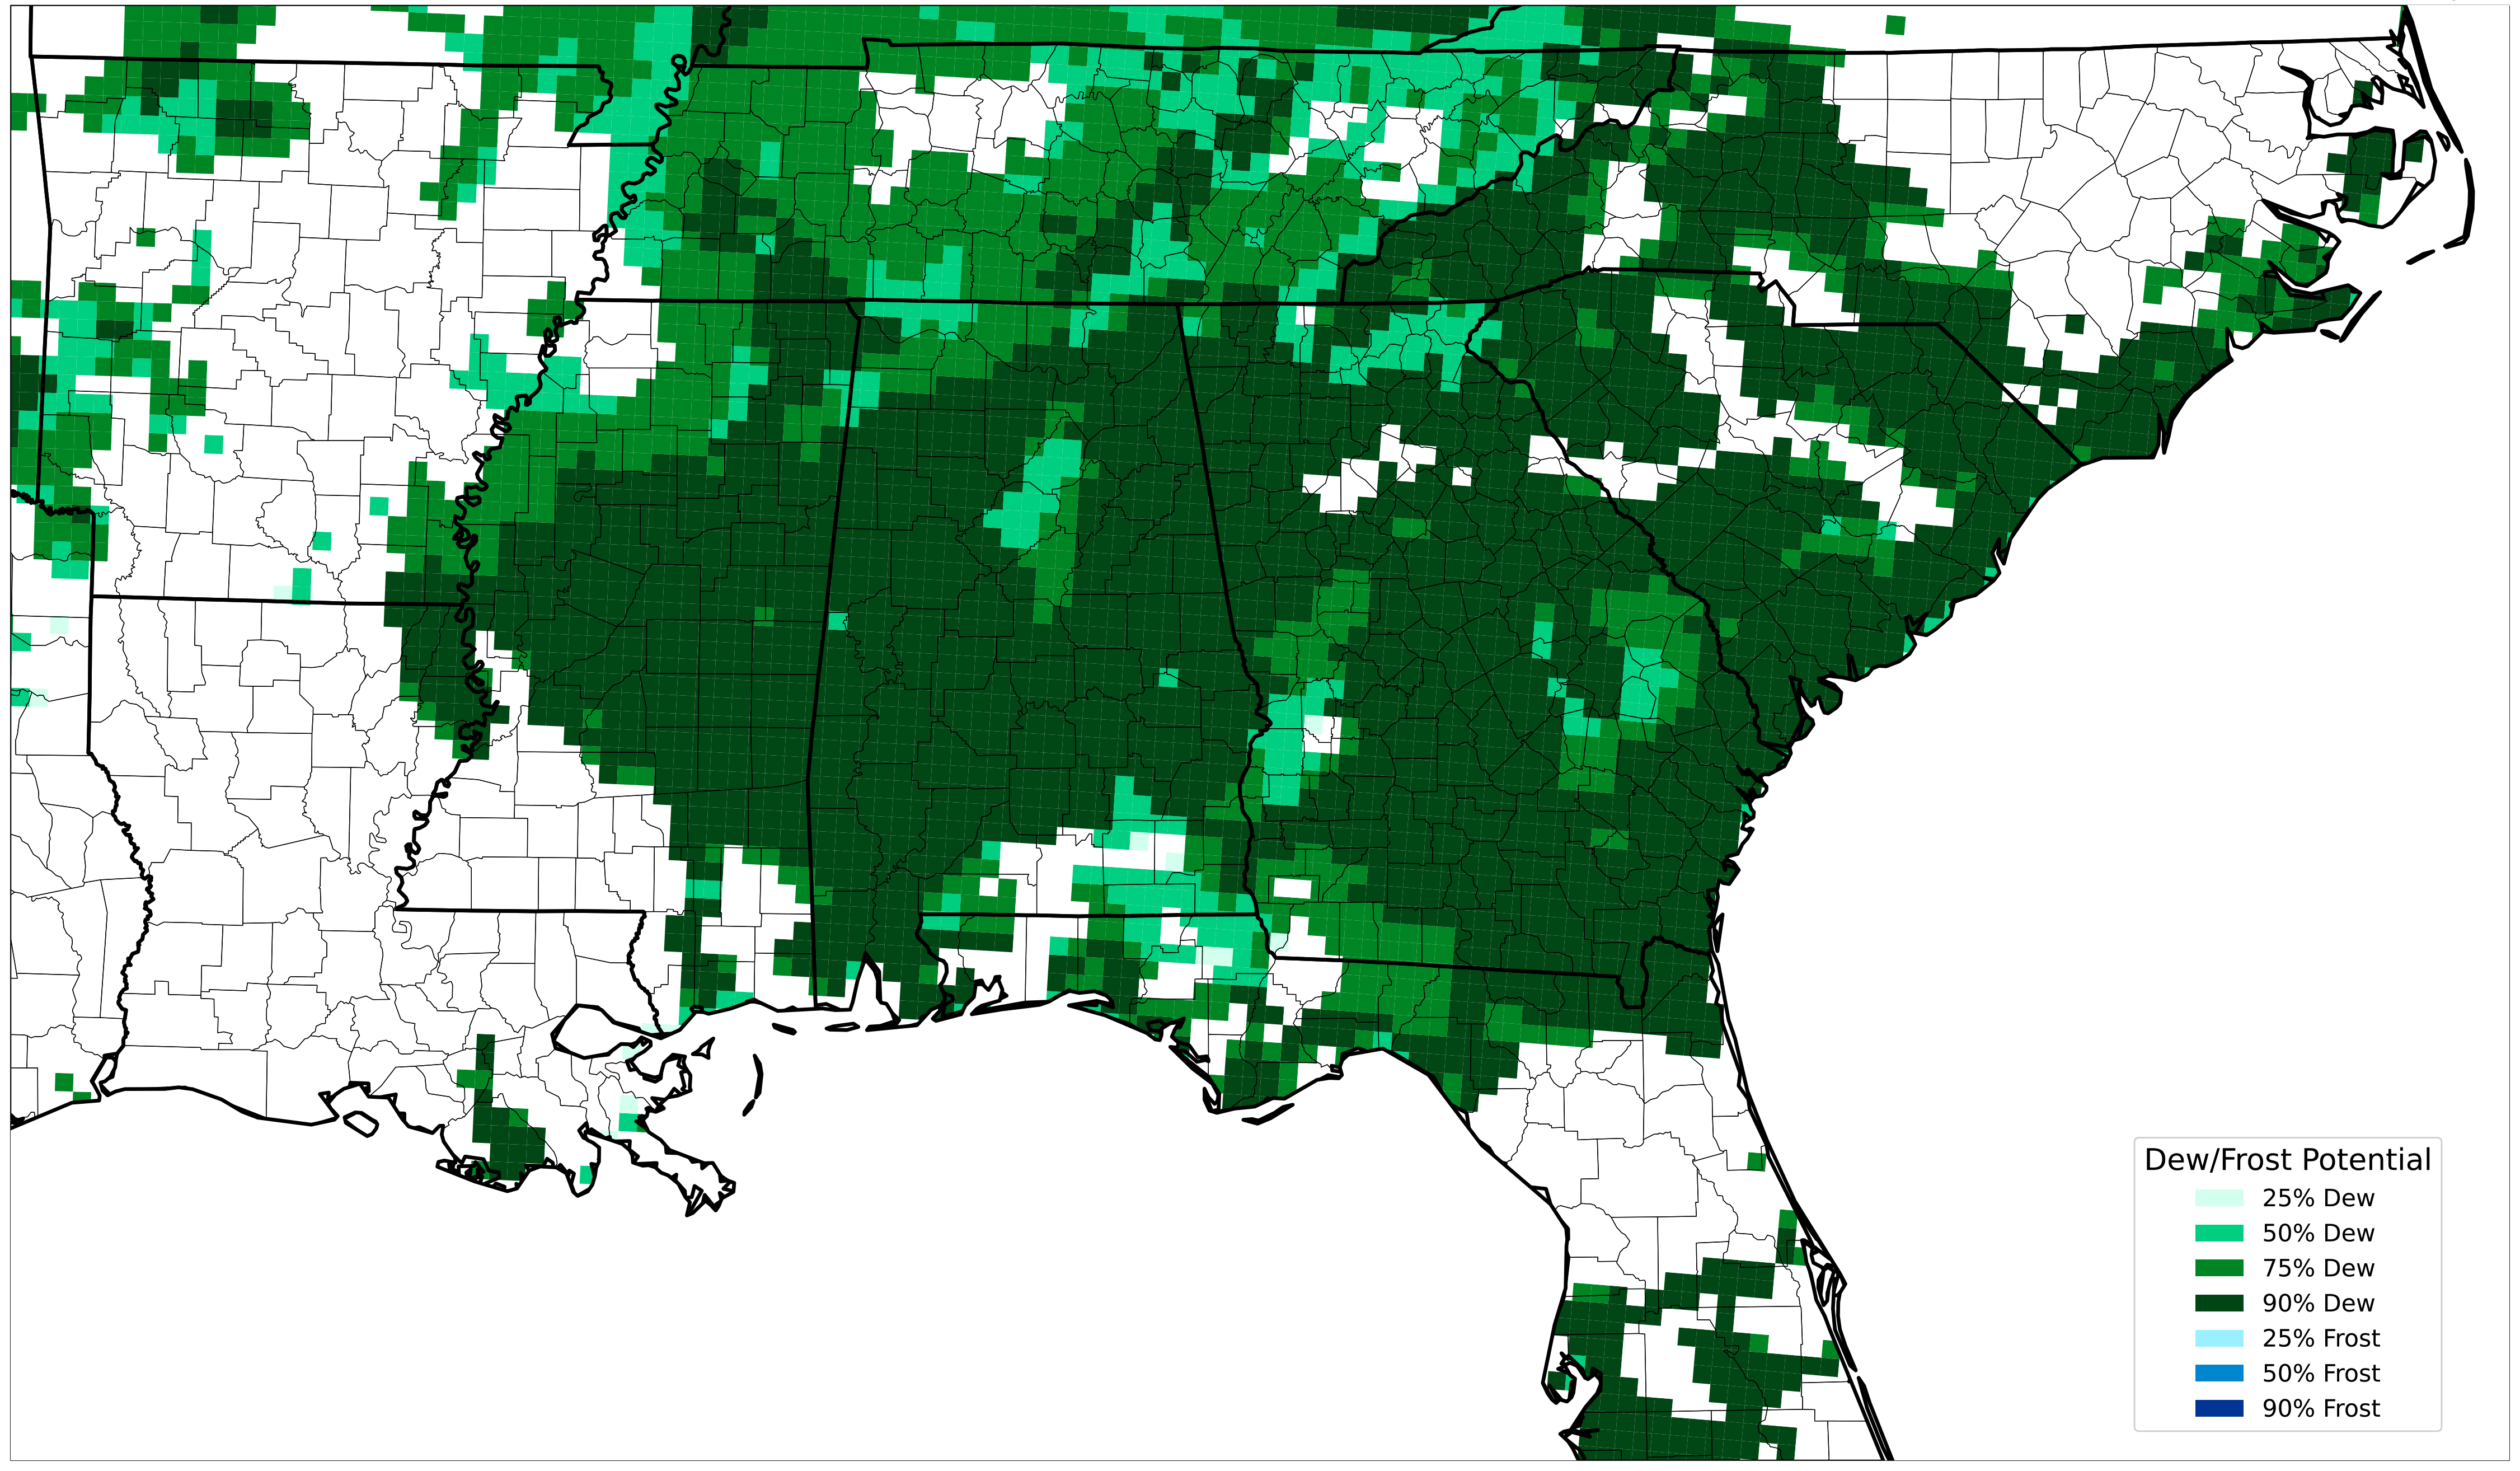 Dew/Frost Potential
25% Dew
50% Dew
75% Dew
90% Dew
25% Frost
50% Frost
90% Frost